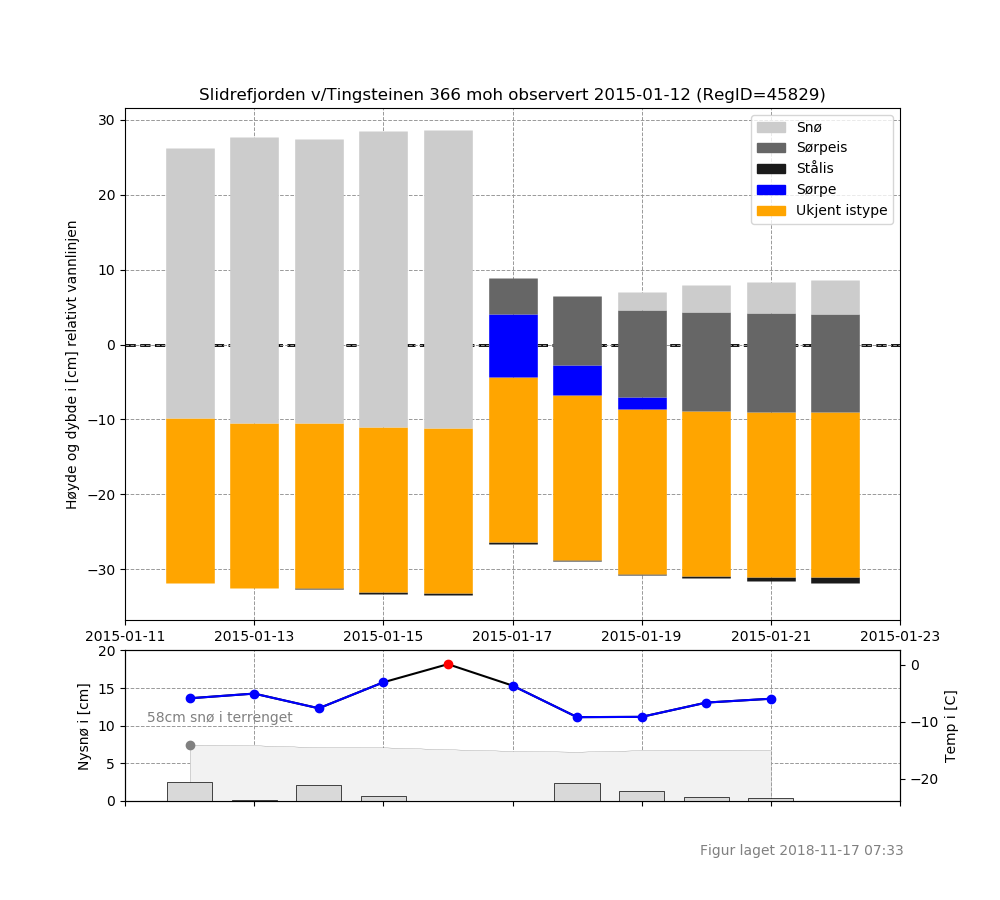 Slidrefjorden v/Tingsteinen 366 moh observert 2015-01-12 (RegID=45829)
Høyde og dybde i [cm] relativt vannlinjen
30
20
10
0
−10
−20
−30
Snø
Sørpeis
Stålis
Sørpe
Ukjent istype
2015-01-11 2015-01-13 2015-01-15 2015-01-17 2015-01-19 2015-01-21 2015-01-23
Nysnø i [cm]
20
15
10
5
0
58cm snø i terrenget
0
−10
−20
Temp i [C]
Figur laget 2018-11-17 07:33